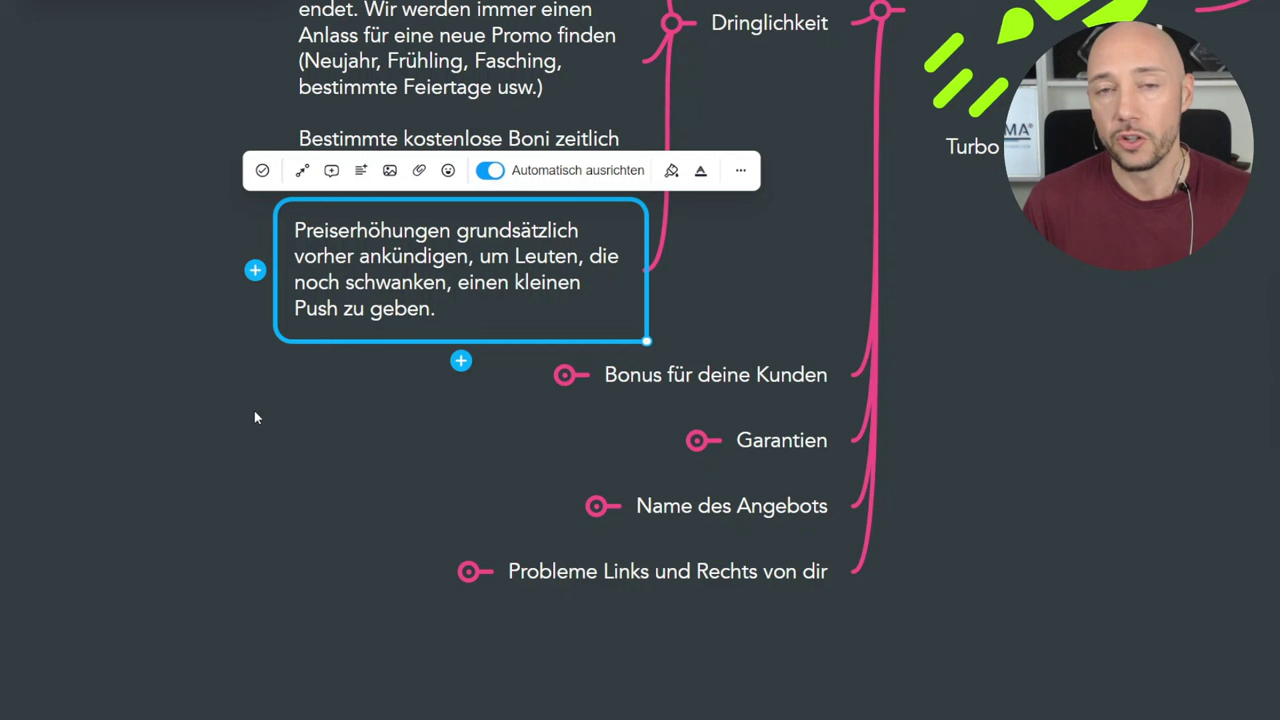 endet. Wir werden immer einen
Anlass für eine neue Promo finden
(Neujahr, Frühling, Fasching,
bestimmte Feiertage usw.)
Bestimmte kostenlose Boni zeitlich
Automatisch ausrichten
Preiserhöhungen grundsätzlich
vorher ankündigen, um Leuten, die
noch schwanken, einen kleinen
Push zu geben.
Dringlichkeit
Bonus für deine Kunden
Garantien
Name des Angebots
Probleme Links und Rechts von dir
Turbo
MA®